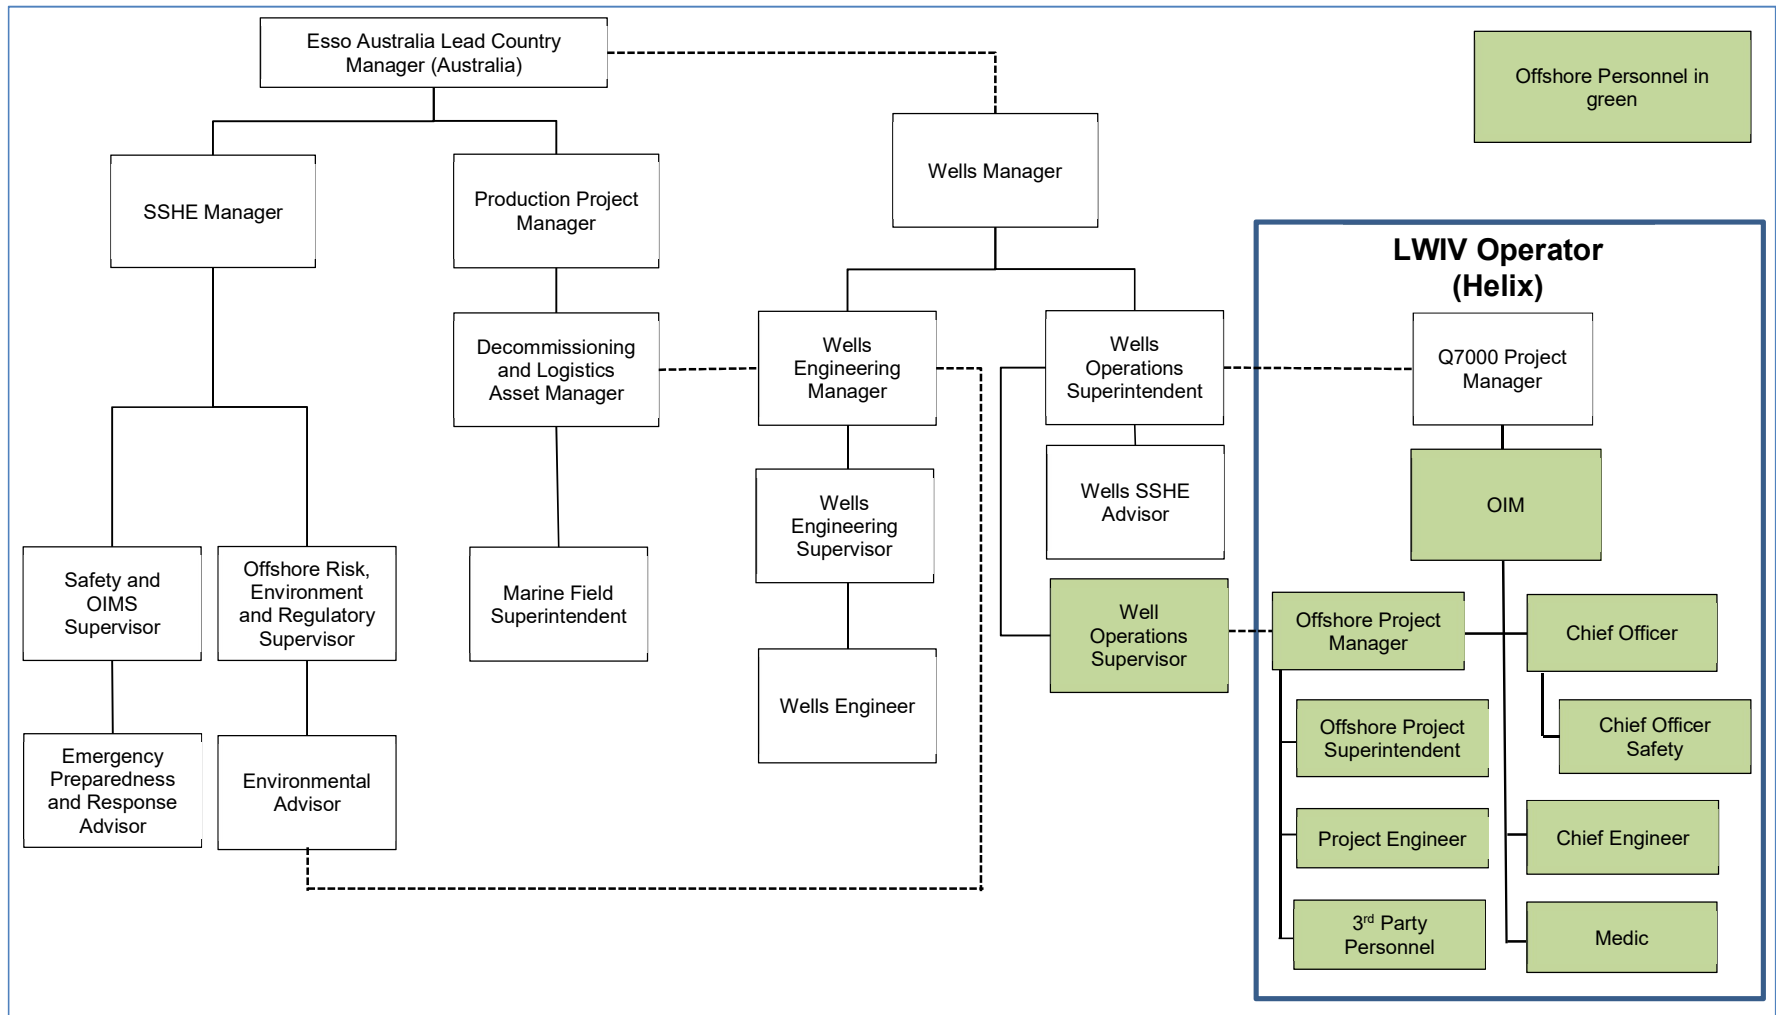 Esso Australia Lead Country
Manager (Australia)
Offshore Personnel in
green
Wells Manager
SSHE Manager
Production Project
Manager
LWIV Operator
(Helix)
Decommissioning
and Logistics
Asset Manager
Wells
Engineering
Manager
Wells
Operations
Superintendent
Q7000 Project
Manager
Wells
Engineering
Supervisor
Wells SSHE
Advisor
OIM
Safety and
OIMS
Supervisor
Offshore Risk,
Environment
and Regulatory
Supervisor
Marine Field
Superintendent
Well
Operations
Supervisor
Offshore Project
Manager
Chief Officer
Wells Engineer
Offshore Project
Superintendent
Chief Officer
Safety
Emergency
Preparedness
and Response
Advisor
Environmental
Advisor
Project Engineer
Chief Engineer
3rd Party
Personnel
Medic